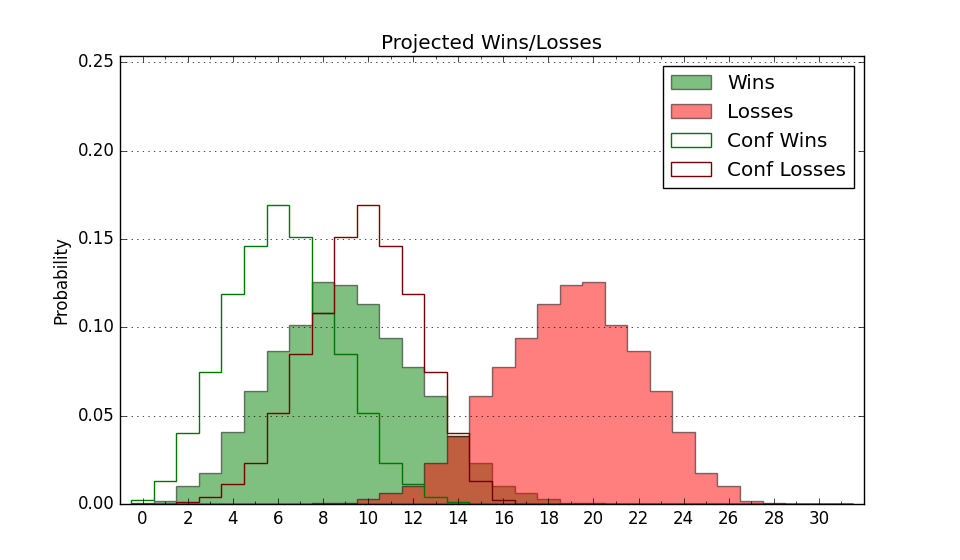 Projected Wins/Losses
0.25
0.20
0.15
0.10
0.05
0.00
Probability
Wins
Losses
Conf Wins
Conf Losses
0 2 4 6 8 10 12 14 16 18 20 22 24 26 28 30